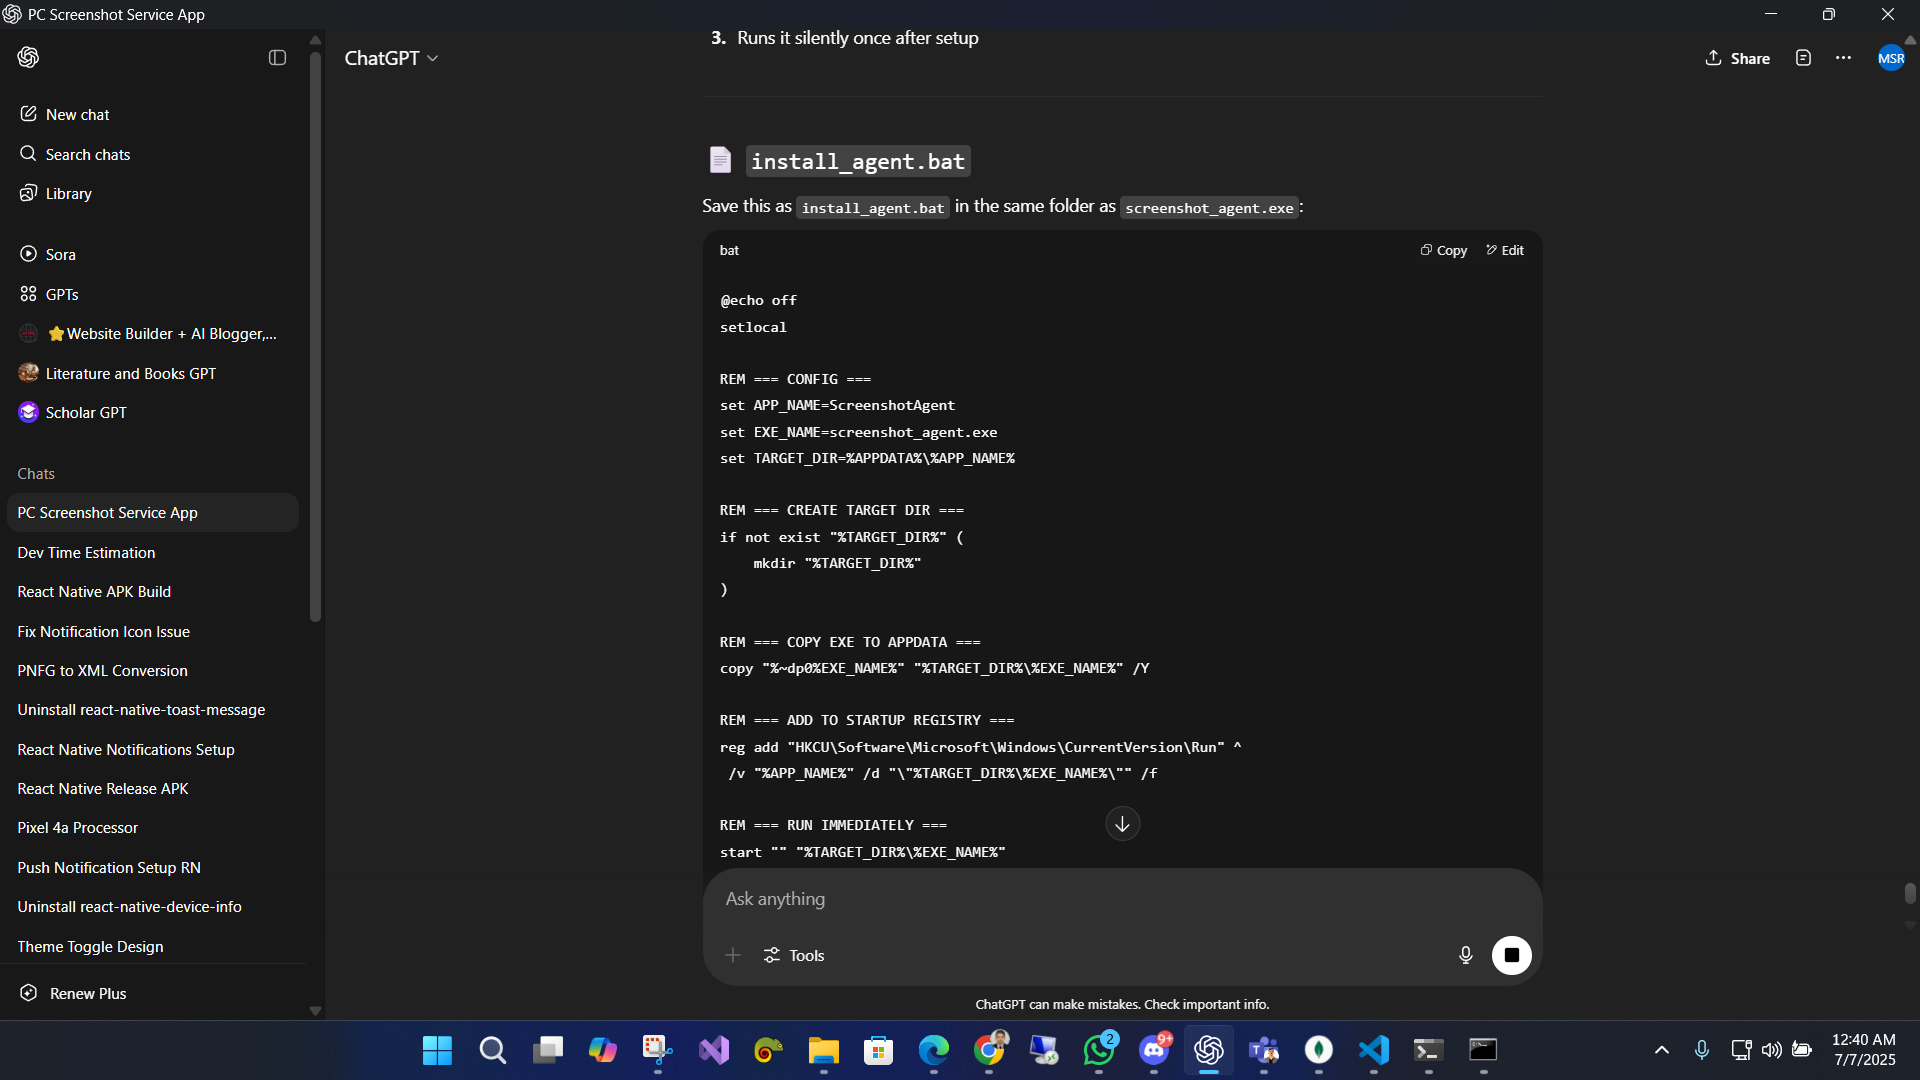 PC Screenshot Service App
New chat
Search chats
Library
Sora
GPTs
⭐Website Builder + AI Blogger,...
Literature and Books GPT
Scholar GPT
Chats
PC Screenshot Service App
Dev Time Estimation
React Native APK Build
Fix Notification Icon Issue
PNFG to XML Conversion
Uninstall react-native-toast-message
React Native Notifications Setup
React Native Release APK
Pixel 4a Processor
Push Notification Setup RN
Uninstall react-native-device-info
Theme Toggle Design
Renew Plus
ChatGPT
Share
MSR
3. Runs it silently once after setup
install_agent.bat
Save this as install_agent.bat in the same folder as screenshot_agent.exe:
bat
Copy
Edit
@echo off
setlocal
REM === CONFIG ===
set APP_NAME=ScreenshotAgent
set EXE_NAME=screenshot_agent.exe
set TARGET_DIR=%APPDATA%\%APP_NAME%
REM === CREATE TARGET DIR ===
if not exist "%TARGET_DIR%" (
    mkdir "%TARGET_DIR%"
)
REM === COPY EXE TO APPDATA ===
copy "%~dp0%EXE_NAME%" "%TARGET_DIR%\%EXE_NAME%" /Y
REM === ADD TO STARTUP REGISTRY ===
reg add "HKCU\Software\Microsoft\Windows\CurrentVersion\Run" ^
 /v "%APP_NAME%" /d "\"%TARGET_DIR%\%EXE_NAME%\"" /f
REM === RUN IMMEDIATELY ===
start "" "%TARGET_DIR%\%EXE_NAME%"
Ask anything
Tools
ChatGPT can make mistakes. Check important info.
2
9+
12:40 AM
7/7/2025